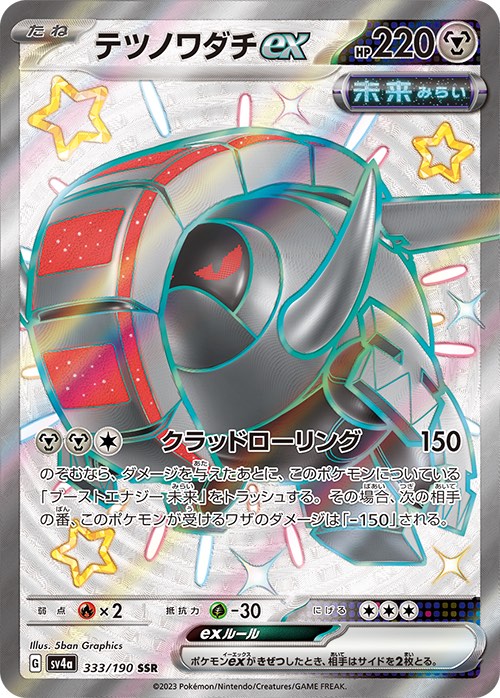 たね テツノワダチex HP220
未来 みらい
クラッドローリング 150
のぞむなら、ダメージを与えたあとに、このポケモンについている
「ブーストエナジー 未来」をトラッシュする。その場合、次の相手
の番、このポケモンが受けるワザのダメージは「-150」される。
弱点 ×2 抵抗力 -30 にげる
Illus. 5ban Graphics
exルール
G sv4a 333/190 SSR
ポケモンexがきぜつしたとき、相手はサイドを2枚とる。
©2023 Pokémon/Nintendo/Creatures/GAME FREAK.